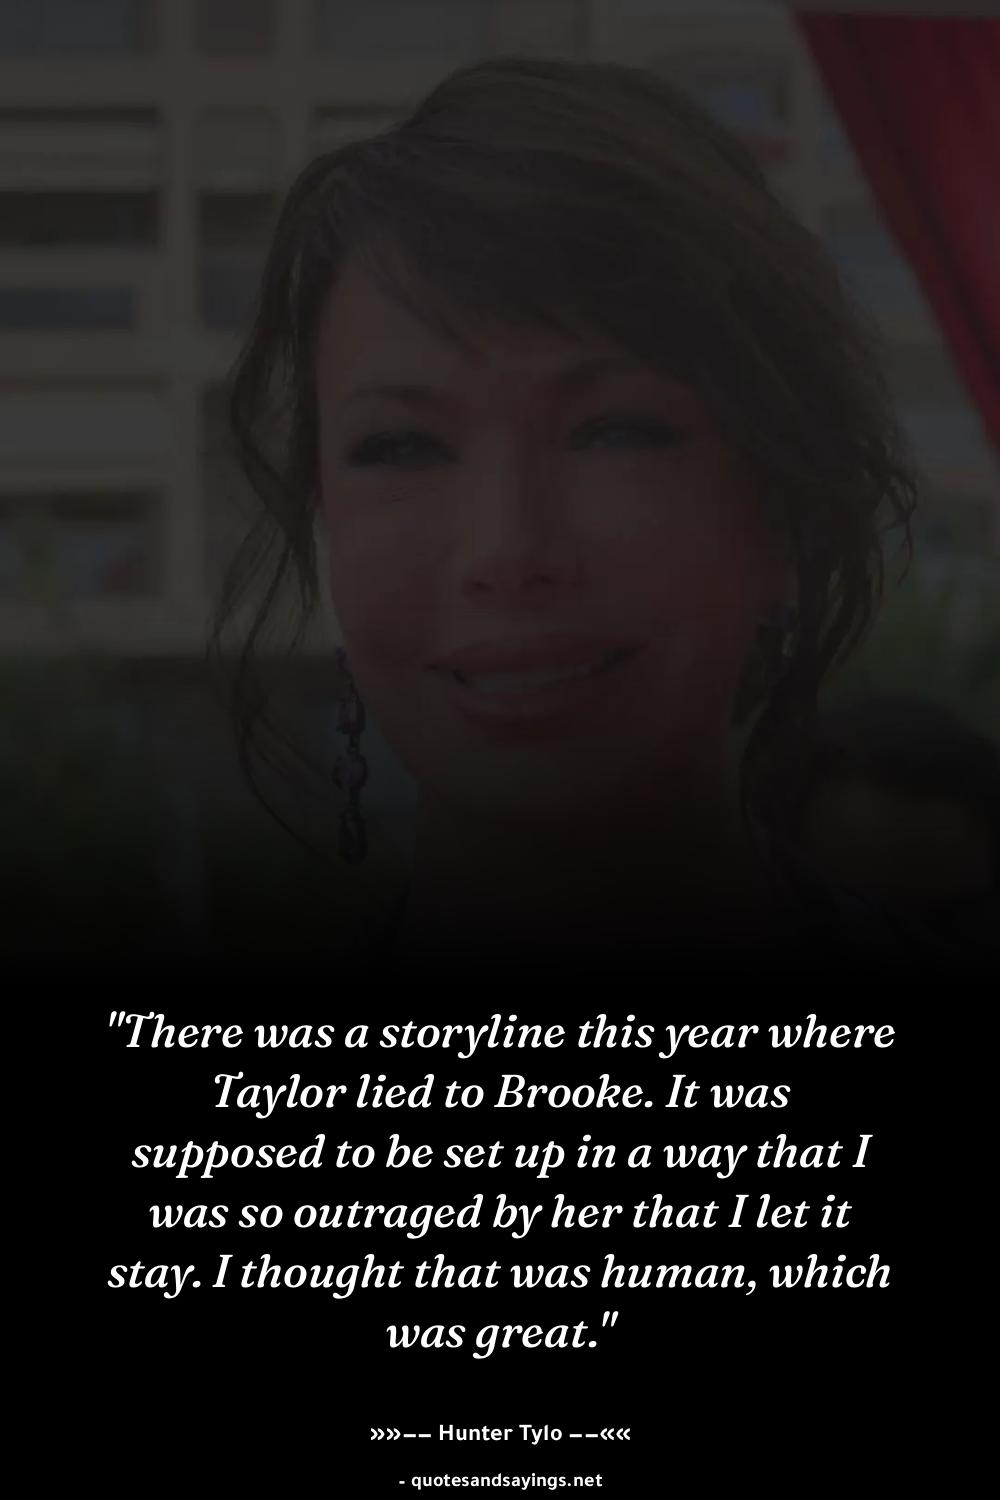 "There was a storyline this year where
Taylor lied to Brooke. It was
supposed to be set up in a way that I
was so outraged by her that I let it
stay. I thought that was human, which
was great."
»»−− Hunter Tylo −−««
- quotesandsayings.net